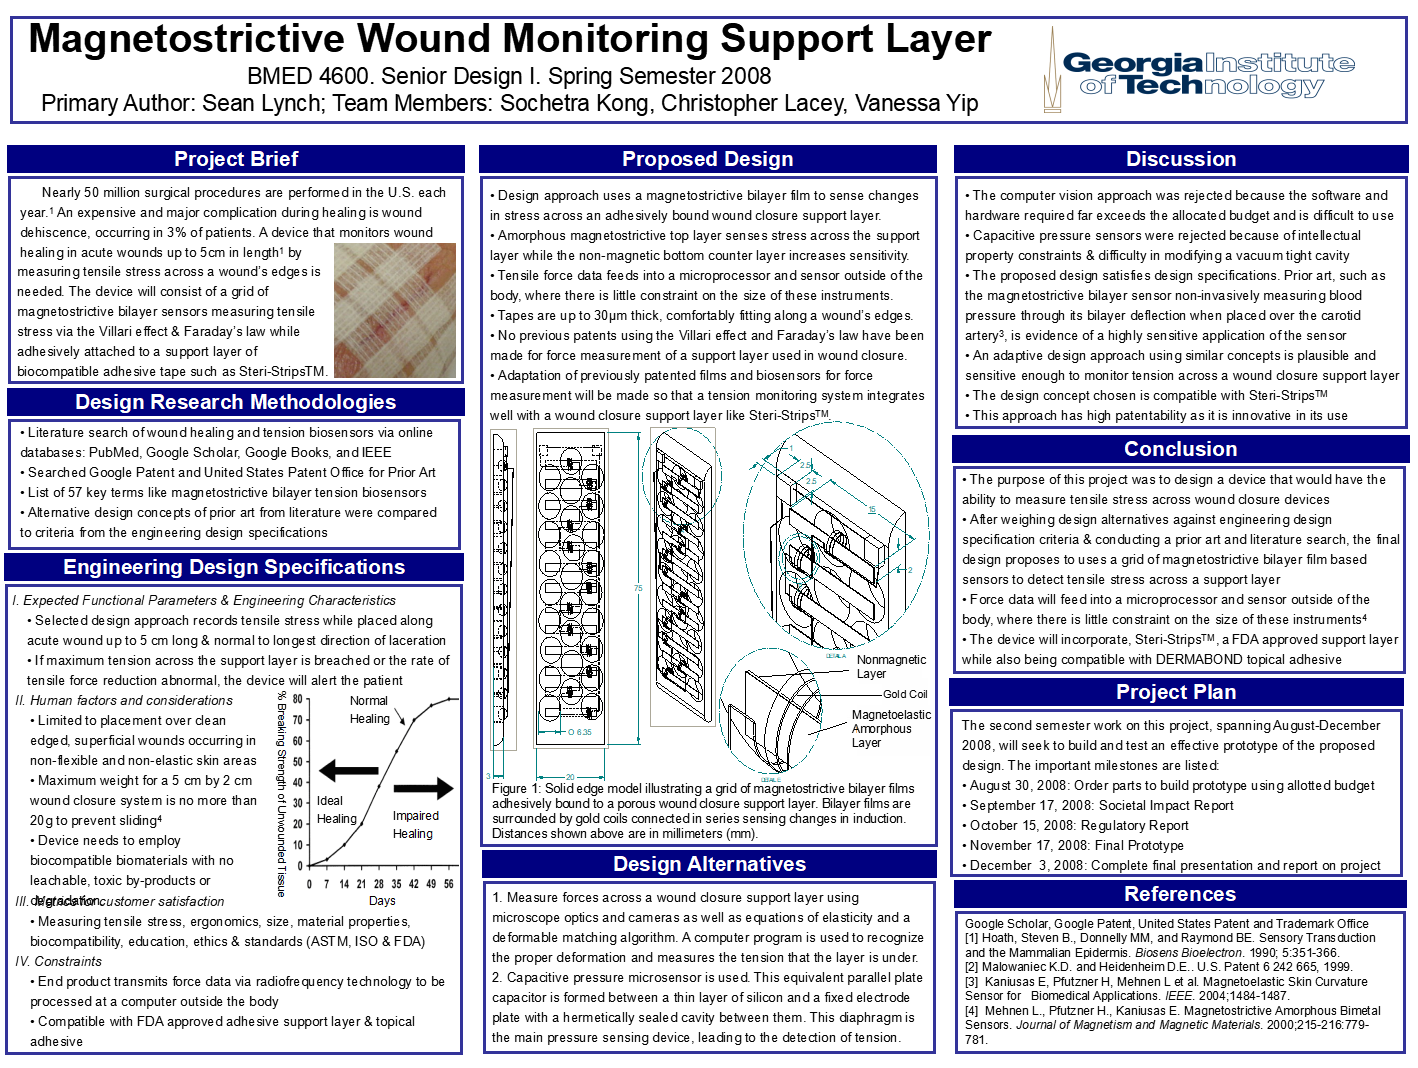 Magnetostrictive Wound Monitoring Support Layer
BMED 4600. Senior Design I. Spring Semester 2008
Primary Author: Sean Lynch; Team Members: Sochetra Kong, Christopher Lacey, Vanessa Yip
Georgia Institute
of Technology
Project Brief
Nearly 50 million surgical procedures are performed in the U.S. each
year.¹ An expensive and major complication during healing is wound
dehiscence, occurring in 3% of patients. A device that monitors wound
healing in acute wounds up to 5cm in length¹ by
measuring tensile stress across a wound's edges is
needed. The device will consist of a grid of
magnetostrictive bilayer sensors measuring tensile
stress via the Villari effect & Faraday's law while
adhesively attached to a support layer of
biocompatible adhesive tape such as Steri-StripsTM.
Design Research Methodologies
• Literature search of wound healing and tension biosensors via online
databases: PubMed, Google Scholar, Google Books, and IEEE
• Searched Google Patent and United States Patent Office for Prior Art
• List of 57 key terms like magnetostrictive bilayer tension biosensors
• Alternative design concepts of prior art from literature were compared
to criteria from the engineering design specifications
Engineering Design Specifications
I. Expected Functional Parameters & Engineering Characteristics
• Selected design approach records tensile stress while placed along
acute wound up to 5 cm long & normal to longest direction of laceration
• If maximum tension across the support layer is breached or the rate of
tensile force reduction abnormal, the device will alert the patient
II. Human factors and considerations
• Limited to placement over clean
edged, superficial wounds occurring in
non-flexible and non-elastic skin areas
• Maximum weight for a 5 cm by 2 cm
wound closure system is no more than
20g to prevent sliding⁴
• Device needs to employ
biocompatible biomaterials with no
leachable, toxic by-products or
degradation.
% Breaking Strength of Unwounded Tissue
80
70
60
50
40
30
20
10
0
Normal
Healing
Ideal
Healing
Impaired
Healing
0 7 14 21 28 35 42 49 56
Days
III. Metrics for customer satisfaction
• Measuring tensile stress, ergonomics, size, material properties,
biocompatibility, education, ethics & standards (ASTM, ISO & FDA)
IV. Constraints
• End product transmits force data via radiofrequency technology to be
processed at a computer outside the body
• Compatible with FDA approved adhesive support layer & topical
adhesive
Proposed Design
• Design approach uses a magnetostrictive bilayer film to sense changes
in stress across an adhesively bound wound closure support layer.
• Amorphous magnetostrictive top layer senses stress across the support
layer while the non-magnetic bottom counter layer increases sensitivity.
• Tensile force data feeds into a microprocessor and sensor outside of the
body, where there is little constraint on the size of these instruments.
• Tapes are up to 30µm thick, comfortably fitting along a wound's edges.
• No previous patents using the Villari effect and Faraday's law have been
made for force measurement of a support layer used in wound closure.
• Adaptation of previously patented films and biosensors for force
measurement will be made so that a tension monitoring system integrates
well with a wound closure support layer like Steri-Strips™.
1
2.5
2.5
15
2
75
O 6.35
3
20
DETAIL A
DETAIL E
Nonmagnetic
Layer
Gold Coil
Magnetoelastic
Amorphous
Layer
Figure 1: Solid edge model illustrating a grid of magnetostrictive bilayer films
adhesively bound to a porous wound closure support layer. Bilayer films are
surrounded by gold coils connected in series sensing changes in induction.
Distances shown above are in millimeters (mm).
Design Alternatives
1. Measure forces across a wound closure support layer using
microscope optics and cameras as well as equations of elasticity and a
deformable matching algorithm. A computer program is used to recognize
the proper deformation and measures the tension that the layer is under.
2. Capacitive pressure microsensor is used. This equivalent parallel plate
capacitor is formed between a thin layer of silicon and a fixed electrode
plate with a hermetically sealed cavity between them. This diaphragm is
the main pressure sensing device, leading to the detection of tension.
Discussion
• The computer vision approach was rejected because the software and
hardware required far exceeds the allocated budget and is difficult to use
• Capacitive pressure sensors were rejected because of intellectual
property constraints & difficulty in modifying a vacuum tight cavity
• The proposed design satisfies design specifications. Prior art, such as
the magnetostrictive bilayer sensor non-invasively measuring blood
pressure through its bilayer deflection when placed over the carotid
artery³, is evidence of a highly sensitive application of the sensor
• An adaptive design approach using similar concepts is plausible and
sensitive enough to monitor tension across a wound closure support layer
• The design concept chosen is compatible with Steri-Strips™
• This approach has high patentability as it is innovative in its use
Conclusion
• The purpose of this project was to design a device that would have the
ability to measure tensile stress across wound closure devices
• After weighing design alternatives against engineering design
specification criteria & conducting a prior art and literature search, the final
design proposes to uses a grid of magnetostrictive bilayer film based
sensors to detect tensile stress across a support layer
• Force data will feed into a microprocessor and sensor outside of the
body, where there is little constraint on the size of these instruments⁴
• The device will incorporate, Steri-Strips™, a FDA approved support layer
while also being compatible with DERMABOND topical adhesive
Project Plan
The second semester work on this project, spanning August-December
2008, will seek to build and test an effective prototype of the proposed
design. The important milestones are listed:
• August 30, 2008: Order parts to build prototype using allotted budget
• September 17, 2008: Societal Impact Report
• October 15, 2008: Regulatory Report
• November 17, 2008: Final Prototype
• December 3, 2008: Complete final presentation and report on project
References
Google Scholar, Google Patent, United States Patent and Trademark Office
[1] Hoath, Steven B., Donnelly MM, and Raymond BE. Sensory Transduction
and the Mammalian Epidermis. Biosens Bioelectron. 1990; 5:351-366.
[2] Malowaniec K.D. and Heidenheim D.E.. U.S. Patent 6 242 665, 1999.
[3] Kaniusas E, Pfutzner H, Mehnen L et al. Magnetoelastic Skin Curvature
Sensor for Biomedical Applications. IEEE. 2004;1484-1487.
[4] Mehnen L., Pfutzner H., Kaniusas E. Magnetostrictive Amorphous Bimetal
Sensors. Journal of Magnetism and Magnetic Materials. 2000;215-216:779-
781.